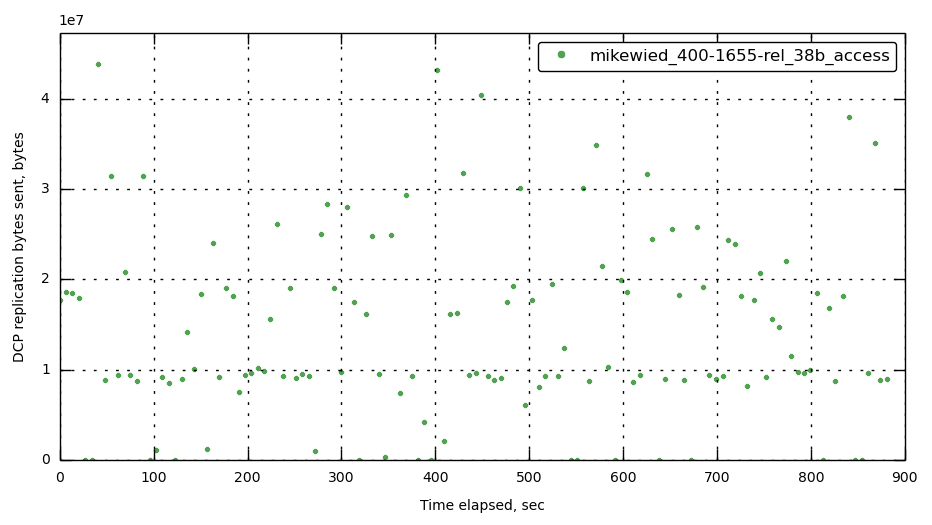 1e7
mikewied_400-1655-rel_38b_access
4
3
2
1
0
DCP replication bytes sent, bytes
0 100 200 300 400 500 600 700 800 900
Time elapsed, sec